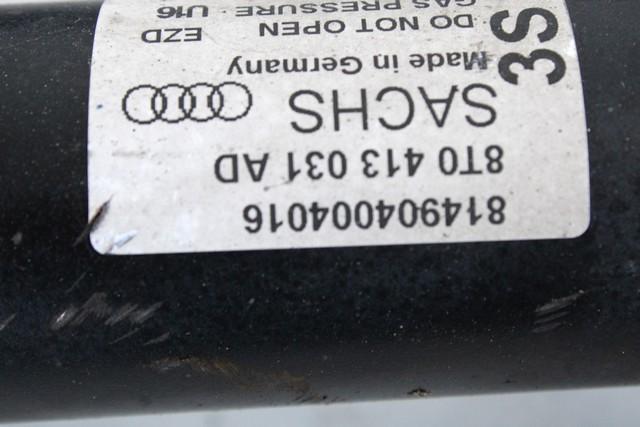 814904004016
8T0 413 031 AD
SACHS
Made in Germany
3S
DO NOT OPEN EZD
GAS PRESSURE · U16